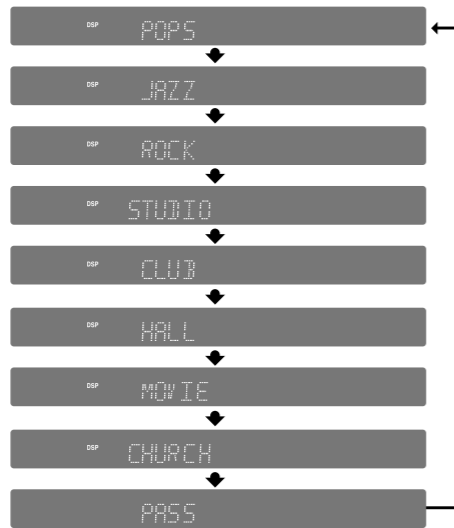 DSP POPS
DSP JAZZ
DSP ROCK
DSP STUDIO
DSP CLUB
DSP HALL
DSP MOVIE
DSP CHURCH
PASS